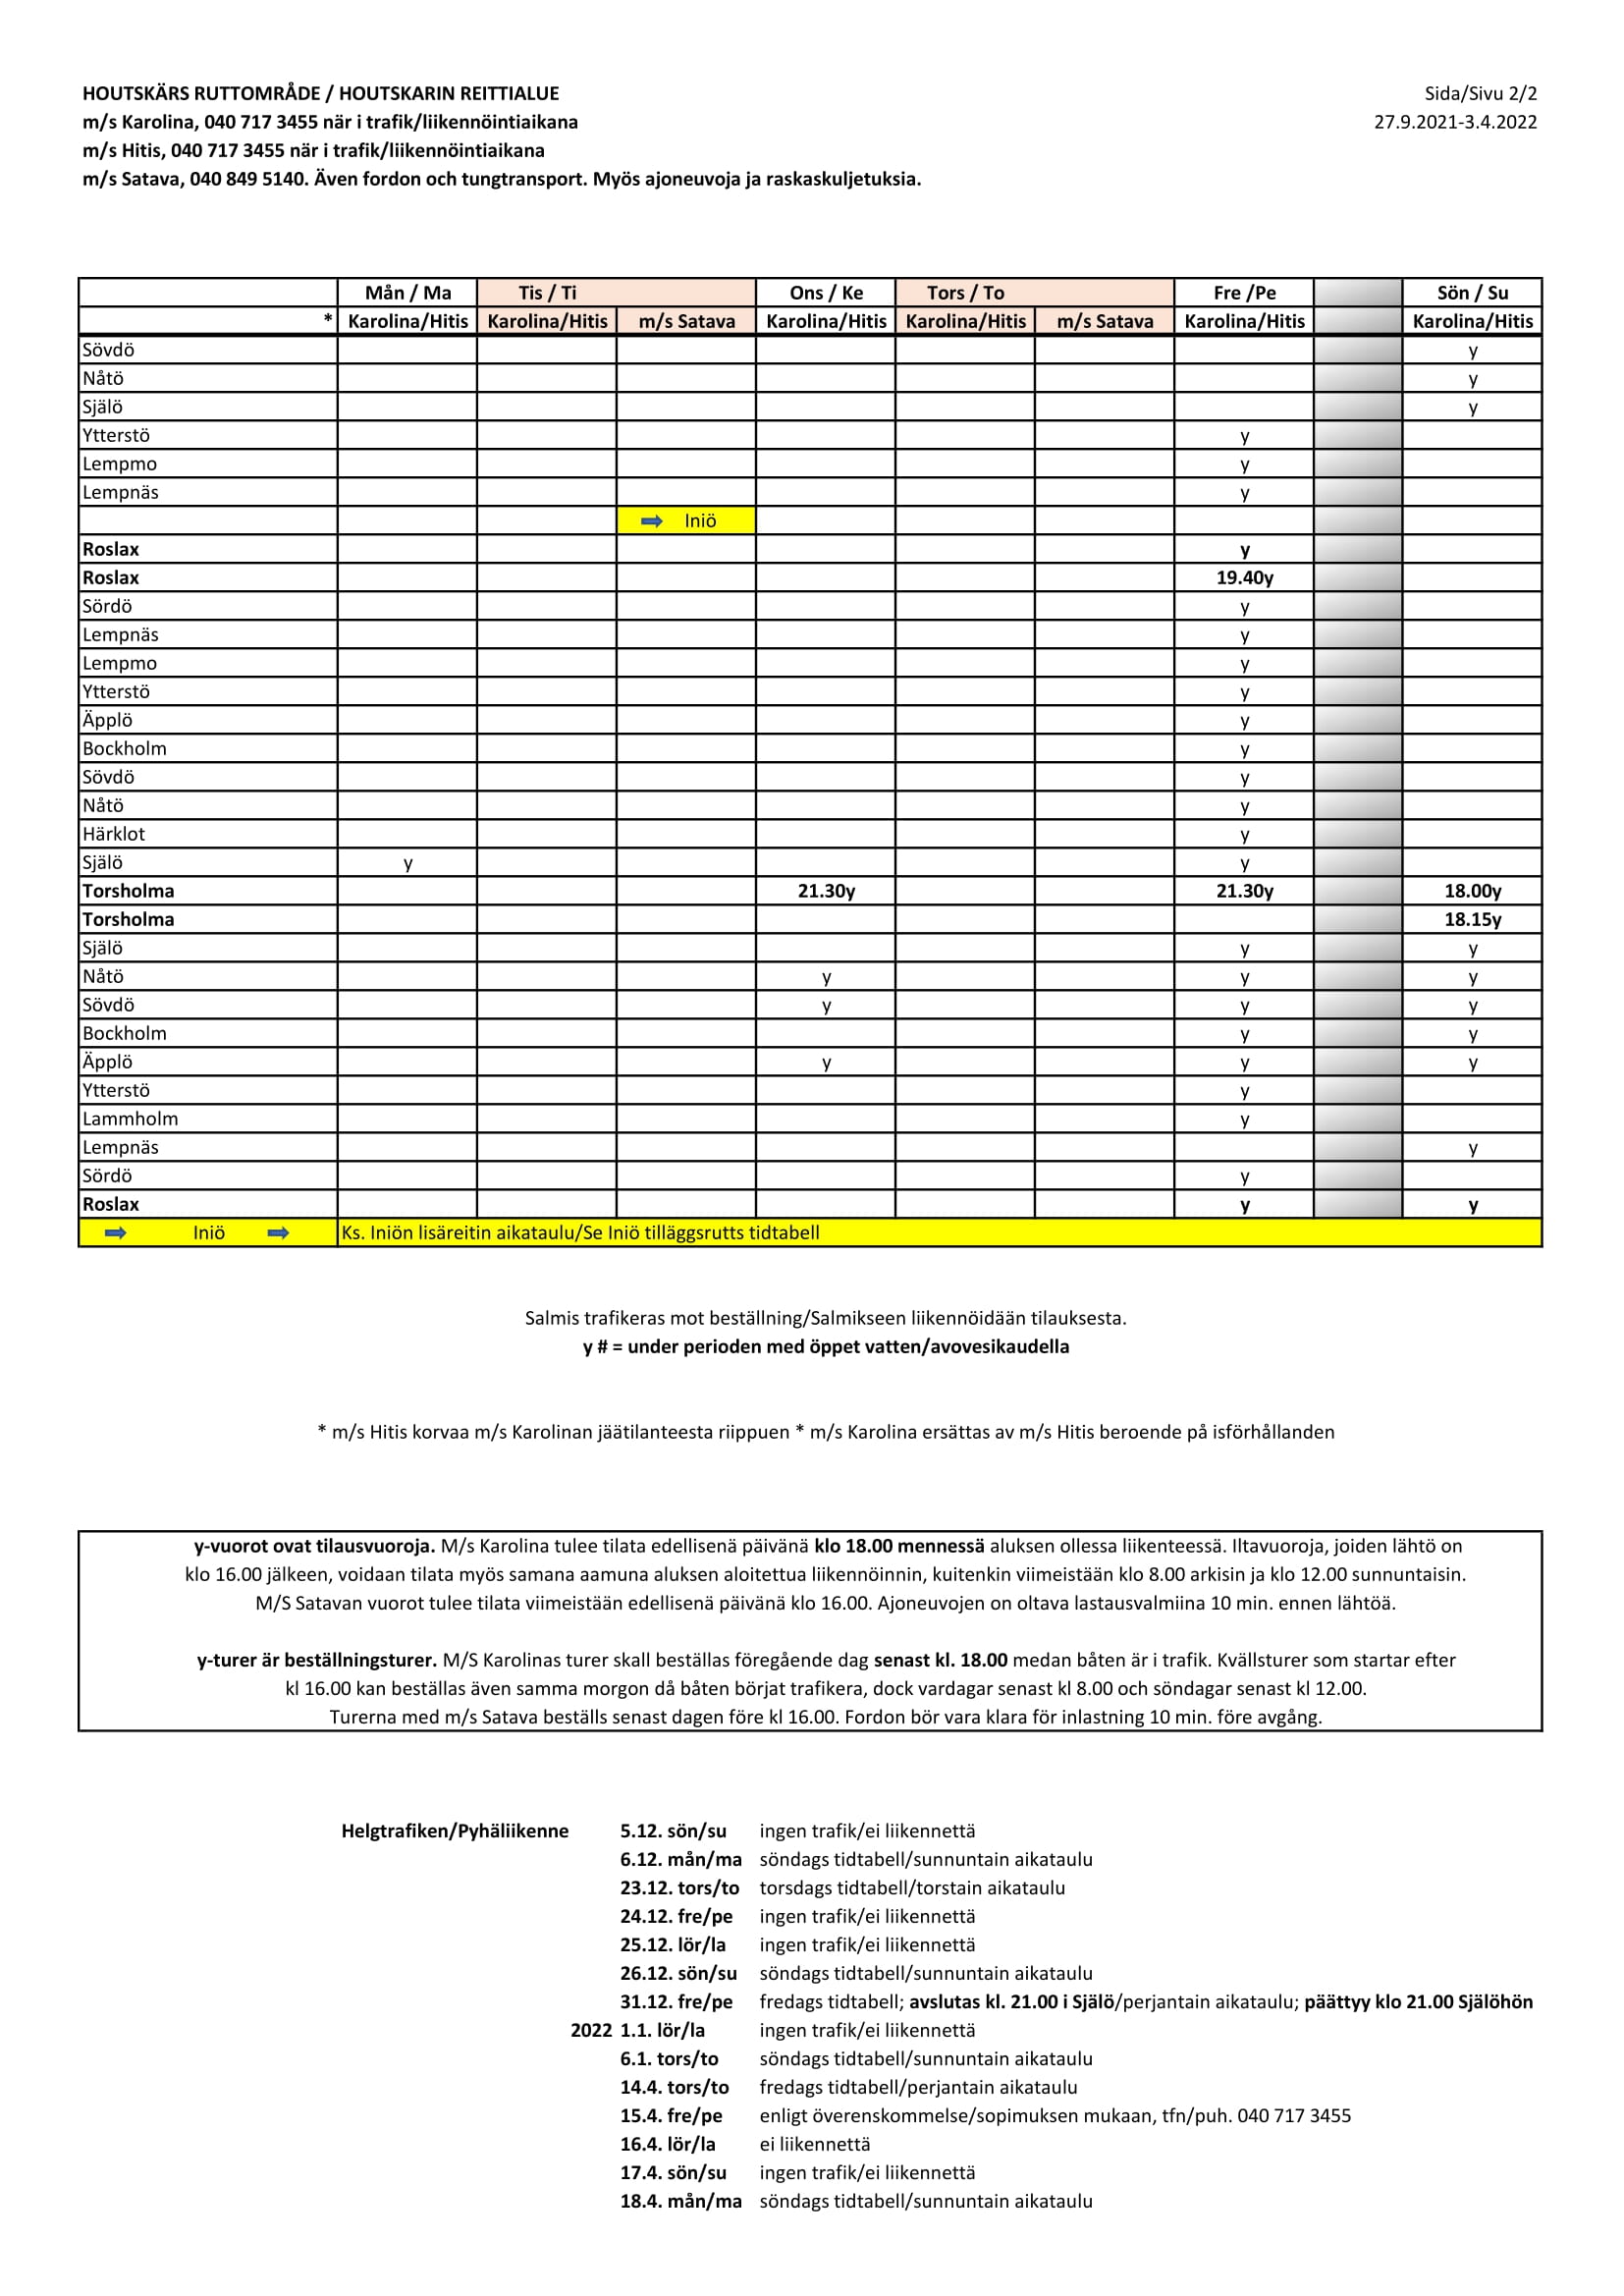 HOUTSKÄRS RUTTOMRÅDE / HOUTSKARIN REITTIALUE Sida/Sivu 2/2
m/s Karolina, 040 717 3455 när i trafik/liikennöintiaikana 27.9.2021-3.4.2022
m/s Hitis, 040 717 3455 när i trafik/liikennöintiaikana
m/s Satava, 040 849 5140. Även fordon och tungtransport. Myös ajoneuvoja ja raskaskuljetuksia.
Mån / Ma Tis / Ti Ons / Ke Tors / To Fre /Pe Sön / Su
* Karolina/Hitis Karolina/Hitis m/s Satava Karolina/Hitis Karolina/Hitis m/s Satava Karolina/Hitis Karolina/Hitis
Sövdö y
Nåtö y
Själö y
Ytterstö y
Lempmo y
Lempnäs y
Iniö
Roslax y
Roslax 19.40y
Sördö y
Lempnäs y
Lempmo y
Ytterstö y
Äpplö y
Bockholm y
Sövdö y
Nåtö y
Härklot y
Själö y y
Torsholma 21.30y 21.30y 18.00y
Torsholma 18.15y
Själö y y
Nåtö y y y
Sövdö y y y
Bockholm y y
Äpplö y y y
Ytterstö y
Lammholm y
Lempnäs y
Sördö y
Roslax y y
Iniö Ks. Iniön lisäreitin aikataulu/Se Iniö tilläggsrutts tidtabell
Salmis trafikeras mot beställning/Salmikseen liikennöidään tilauksesta.
y # = under perioden med öppet vatten/avovesikaudella
* m/s Hitis korvaa m/s Karolinan jäätilanteesta riippuen * m/s Karolina ersättas av m/s Hitis beroende på isförhållanden
y-vuorot ovat tilausvuoroja. M/s Karolina tulee tilata edellisenä päivänä klo 18.00 mennessä aluksen ollessa liikenteessä. Iltavuoroja, joiden lähtö on
klo 16.00 jälkeen, voidaan tilata myös samana aamuna aluksen aloitettua liikennöinnin, kuitenkin viimeistään klo 8.00 arkisin ja klo 12.00 sunnuntaisin.
M/S Satavan vuorot tulee tilata viimeistään edellisenä päivänä klo 16.00. Ajoneuvojen on oltava lastausvalmiina 10 min. ennen lähtöä.
y-turer är beställningsturer. M/S Karolinas turer skall beställas föregående dag senast kl. 18.00 medan båten är i trafik. Kvällsturer som startar efter
kl 16.00 kan beställas även samma morgon då båten börjat trafikera, dock vardagar senast kl 8.00 och söndagar senast kl 12.00.
Turerna med m/s Satava beställs senast dagen före kl 16.00. Fordon bör vara klara för inlastning 10 min. före avgång.
Helgtrafiken/Pyhäliikenne 5.12. sön/su ingen trafik/ei liikennettä
6.12. mån/ma söndags tidtabell/sunnuntain aikataulu
23.12. tors/to torsdags tidtabell/torstain aikataulu
24.12. fre/pe ingen trafik/ei liikennettä
25.12. lör/la ingen trafik/ei liikennettä
26.12. sön/su söndags tidtabell/sunnuntain aikataulu
31.12. fre/pe fredags tidtabell; avslutas kl. 21.00 i Själö/perjantain aikataulu; päättyy klo 21.00 Själöhön
2022 1.1. lör/la ingen trafik/ei liikennettä
6.1. tors/to söndags tidtabell/sunnuntain aikataulu
14.4. tors/to fredags tidtabell/perjantain aikataulu
15.4. fre/pe enligt överenskommelse/sopimuksen mukaan, tfn/puh. 040 717 3455
16.4. lör/la ei liikennettä
17.4. sön/su ingen trafik/ei liikennettä
18.4. mån/ma söndags tidtabell/sunnuntain aikataulu